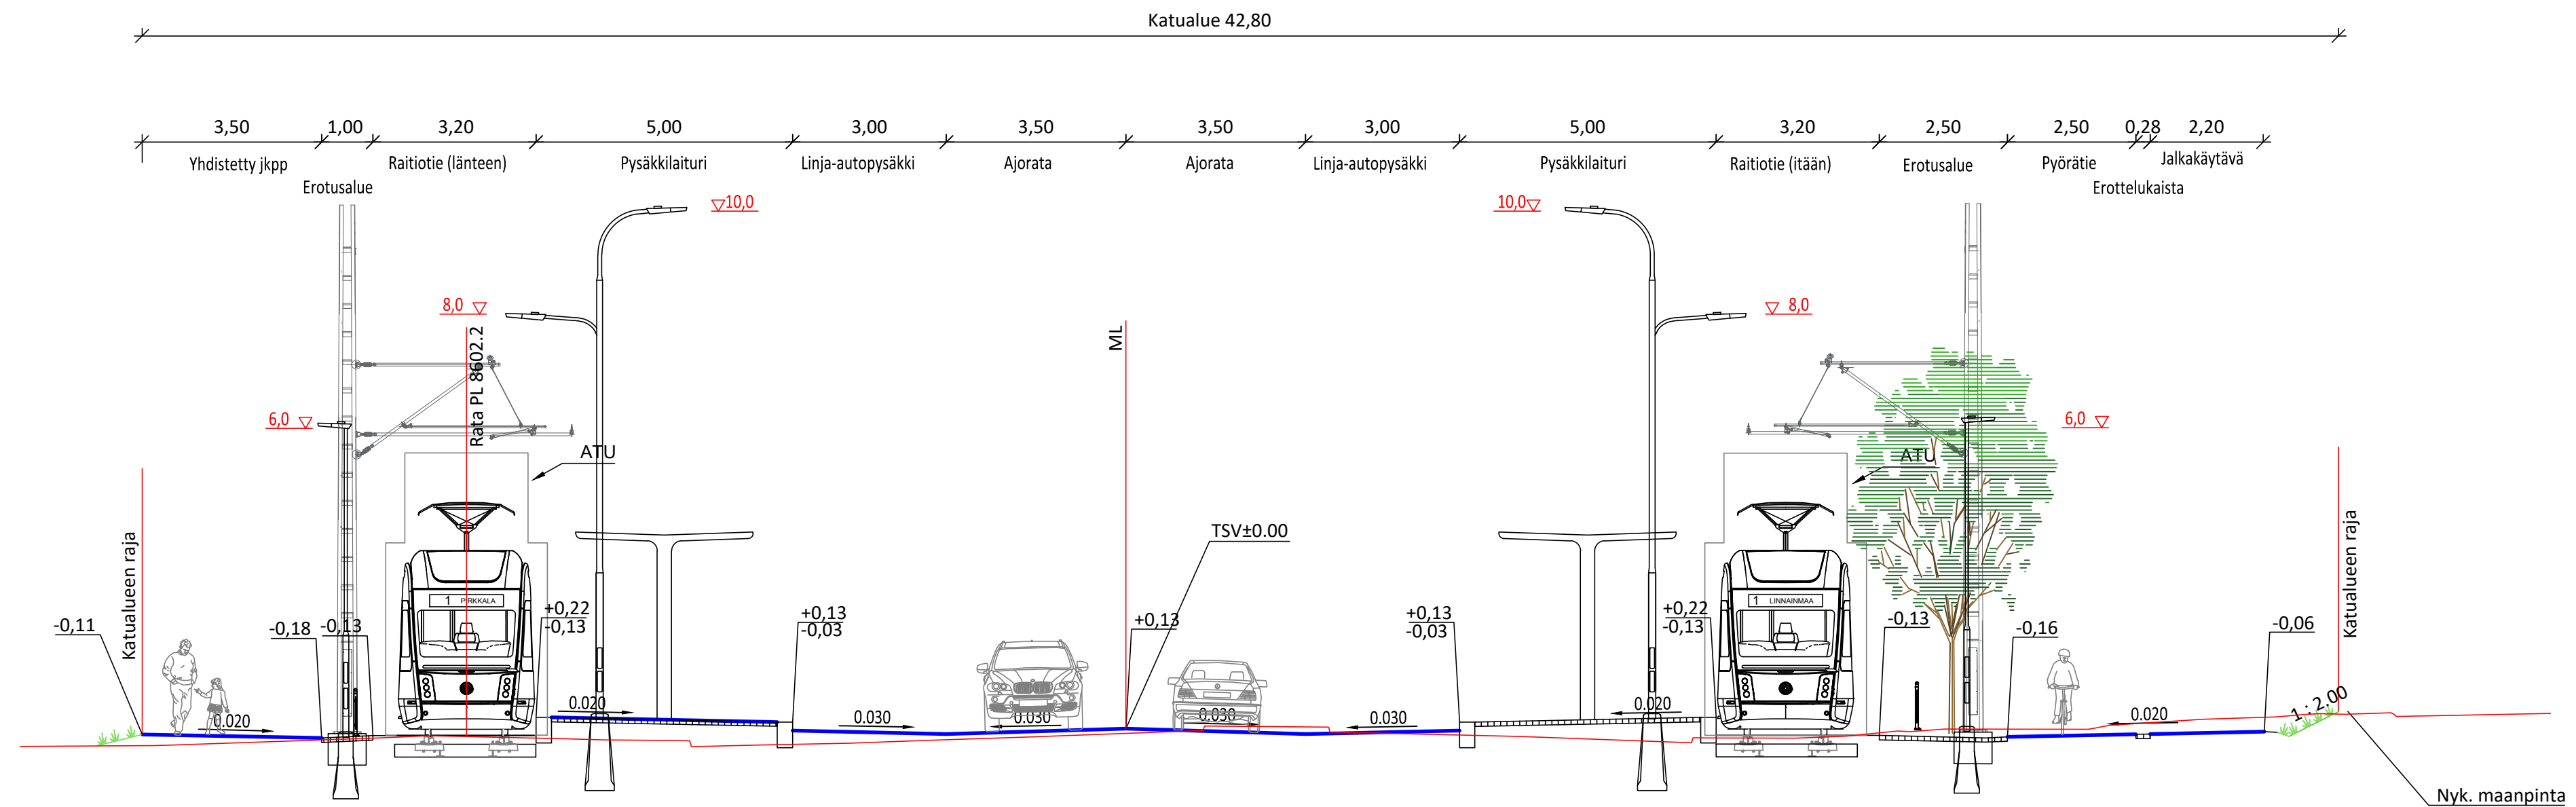 Katualue 42,80
3,50 1,00 3,20 5,00 3,00 3,50 3,50 3,00 5,00 3,20 2,50 2,50 0,28 2,20
Yhdistetty jkpp Raitiotie (länteen) Pysäkkilaituri Linja-autopysäkki Ajorata Ajorata Linja-autopysäkki Pysäkkilaituri Raitiotie (itään) Erotusalue Pyörätie Jalkakäytävä
Erotusalue Erottelukaista
10,0 10,0
8,0 8,0
Rata PL 8602.2
ML
6,0 6,0
ATU ATU
Katualueen raja
TSV±0.00
Katualueen raja
1 PIRKKALA
1 LINNAINMAA
-0,11 -0,18 -0,13
+0,22
-0,13
+0,13
-0,03
+0,13
+0,13
-0,03
+0,22
-0,13
-0,13 -0,16 -0,06
0.020 0.020 0.030 0.030 0.030 0.030 0.020 0.020
1 : 2.00
Nyk. maanpinta